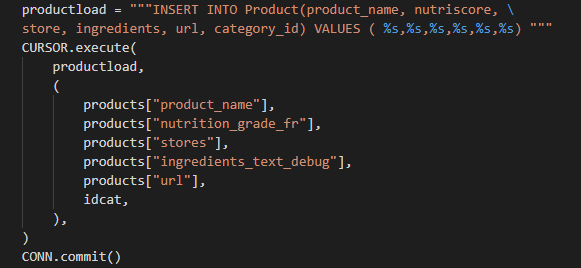 productload = """INSERT INTO Product(product_name, nutriscore, \
store, ingredients, url, category_id) VALUES ( %s,%s,%s,%s,%s,%s) """
CURSOR.execute(
    productload,
    (
        products["product_name"],
        products["nutrition_grade_fr"],
        products["stores"],
        products["ingredients_text_debug"],
        products["url"],
        idcat,
    ),
)
CONN.commit()